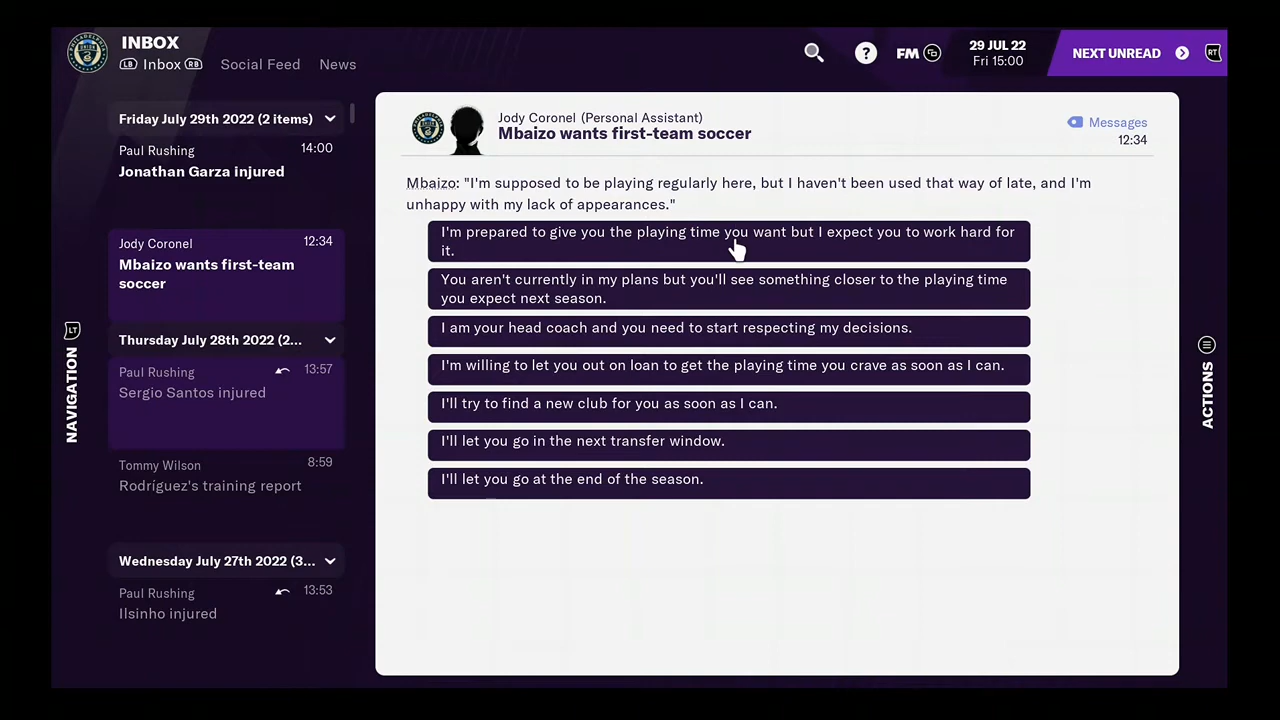 INBOX
LB Inbox RB Social Feed News
FM
29 JUL 22
Fri 15:00
NEXT UNREAD RT
LT
NAVIGATION
Friday July 29th 2022 (2 items)
Paul Rushing 14:00
Jonathan Garza injured
Jody Coronel 12:34
Mbaizo wants first-team
soccer
Thursday July 28th 2022 (2...
Paul Rushing 13:57
Sergio Santos injured
Tommy Wilson 8:59
Rodríguez's training report
Wednesday July 27th 2022 (3...
Paul Rushing 13:53
Ilsinho injured
Jody Coronel (Personal Assistant)
Mbaizo wants first-team soccer
Messages
12:34
Mbaizo: "I'm supposed to be playing regularly here, but I haven't been used that way of late, and I'm
unhappy with my lack of appearances."
I'm prepared to give you the playing time you want but I expect you to work hard for
it.
You aren't currently in my plans but you'll see something closer to the playing time
you expect next season.
I am your head coach and you need to start respecting my decisions.
I'm willing to let you out on loan to get the playing time you crave as soon as I can.
I'll try to find a new club for you as soon as I can.
I'll let you go in the next transfer window.
I'll let you go at the end of the season.
ACTIONS